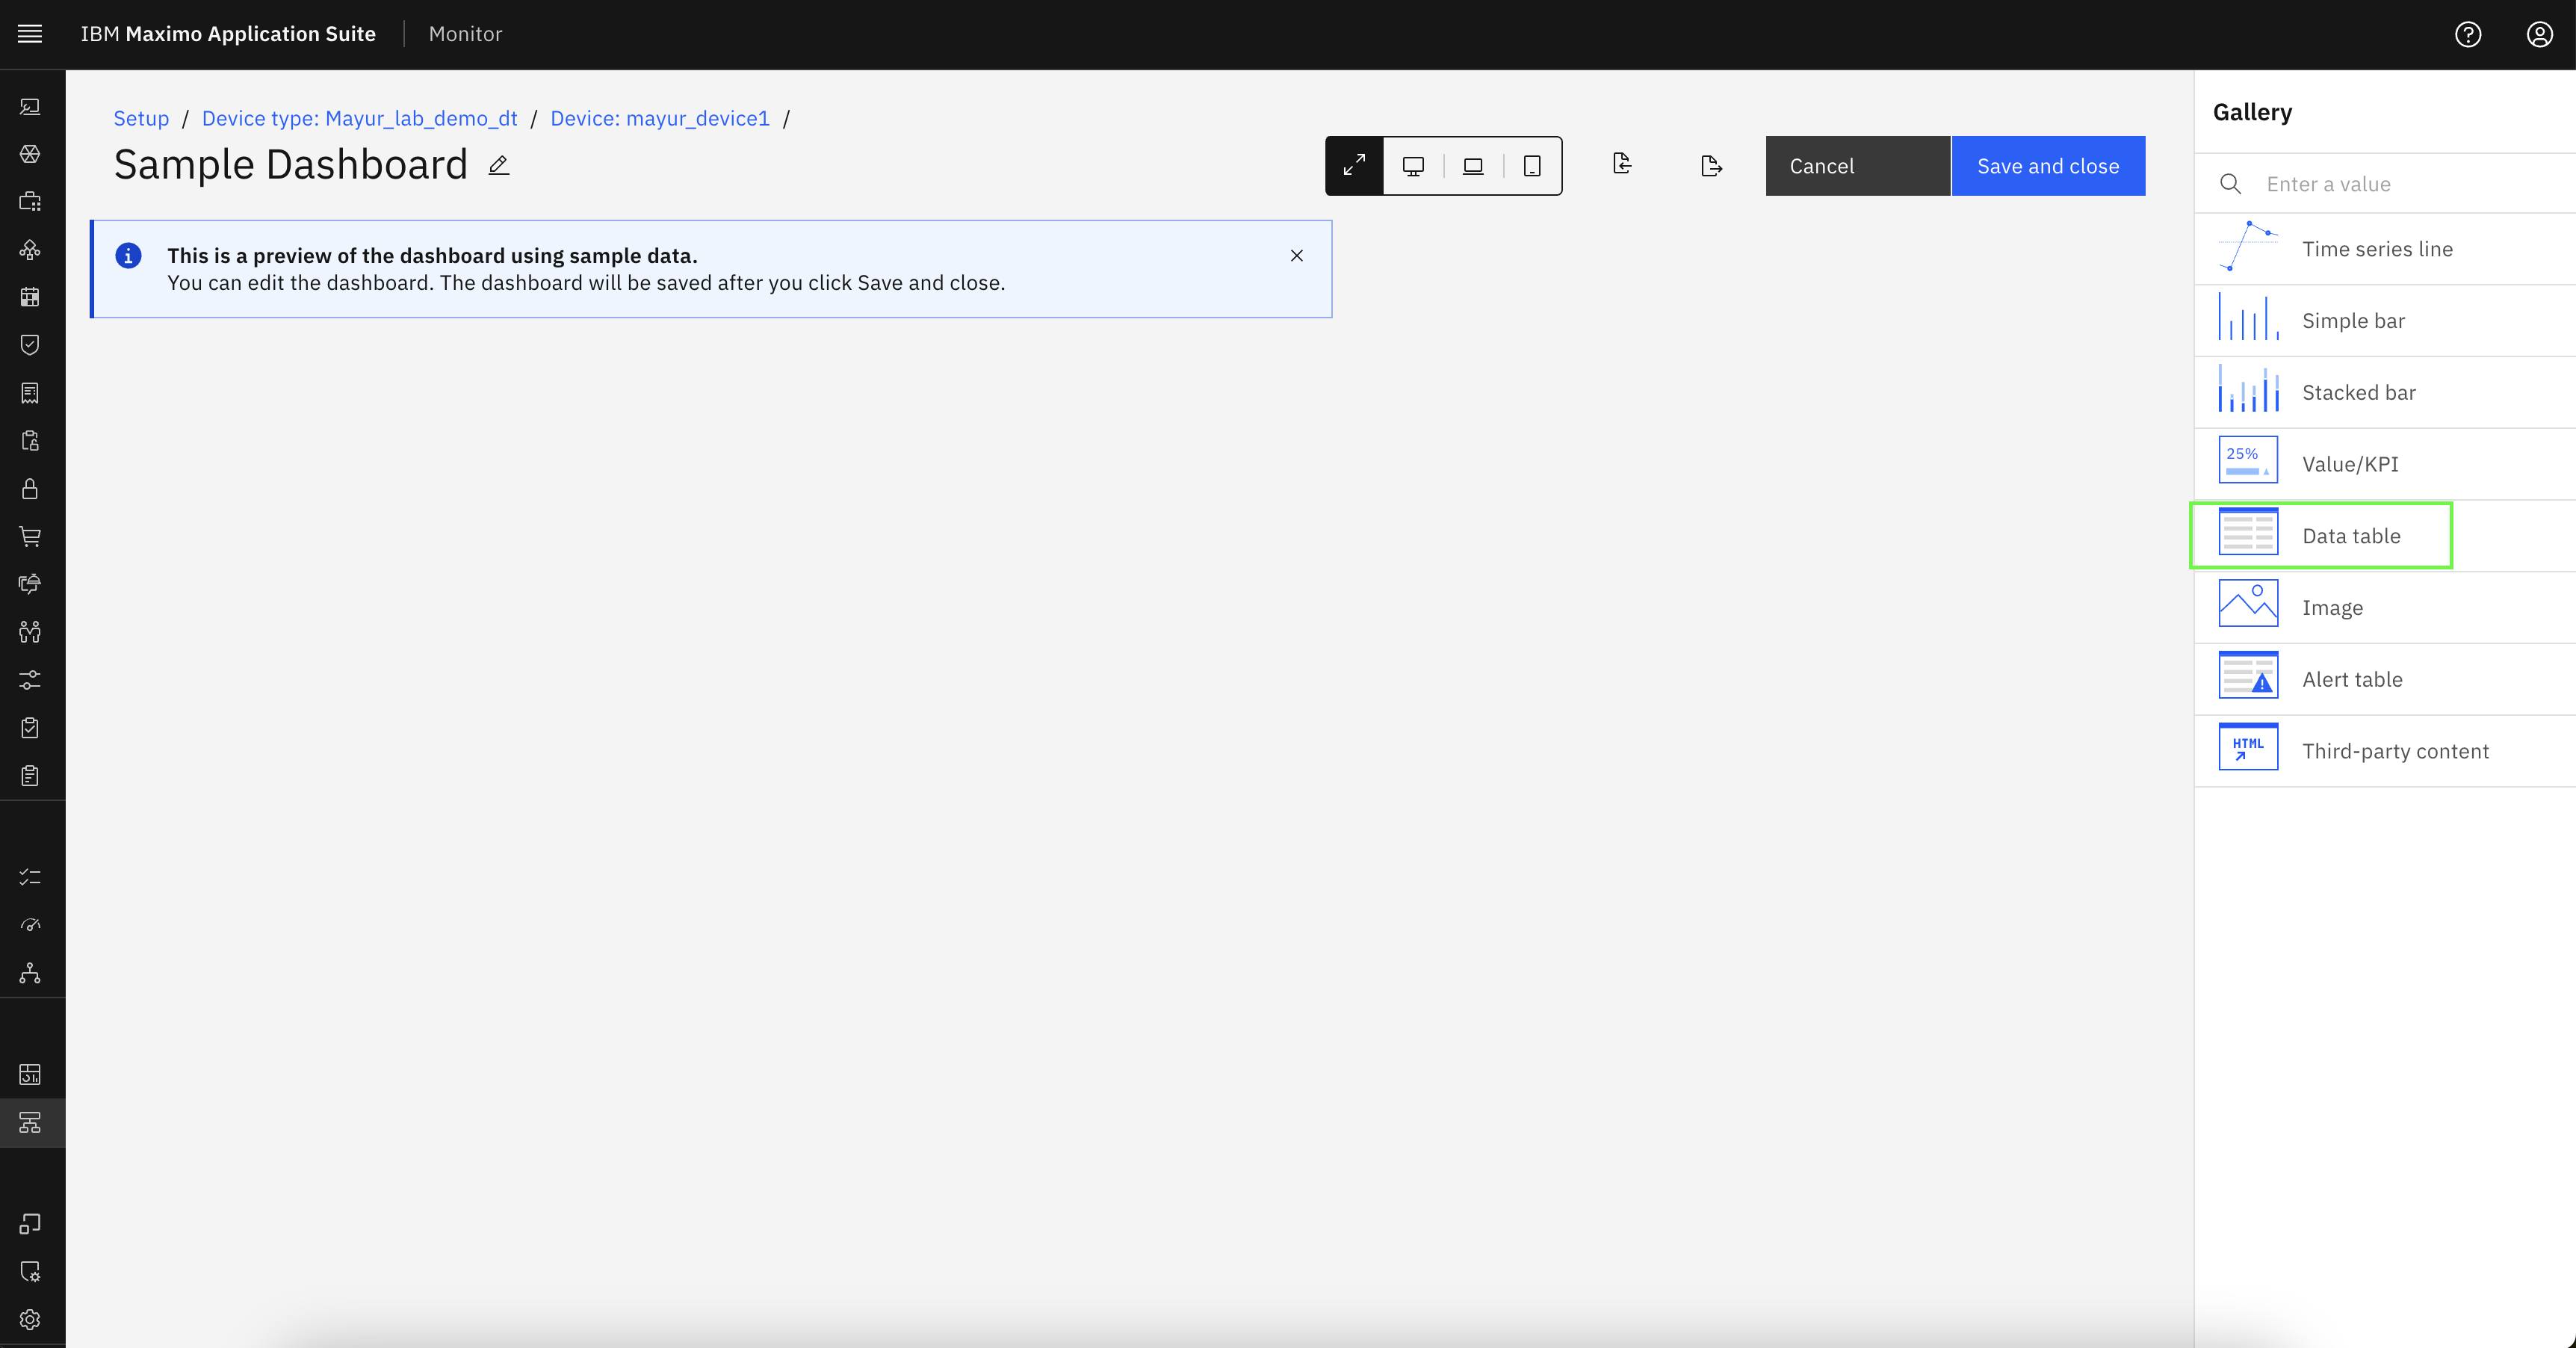 IBM Maximo Application Suite Monitor
Setup / Device type: Mayur_lab_demo_dt / Device: mayur_device1 /
Sample Dashboard
Cancel
Save and close
This is a preview of the dashboard using sample data.
You can edit the dashboard. The dashboard will be saved after you click Save and close.
Gallery
Enter a value
Time series line
Simple bar
Stacked bar
25%
Value/KPI
Data table
Image
Alert table
HTML
Third-party content